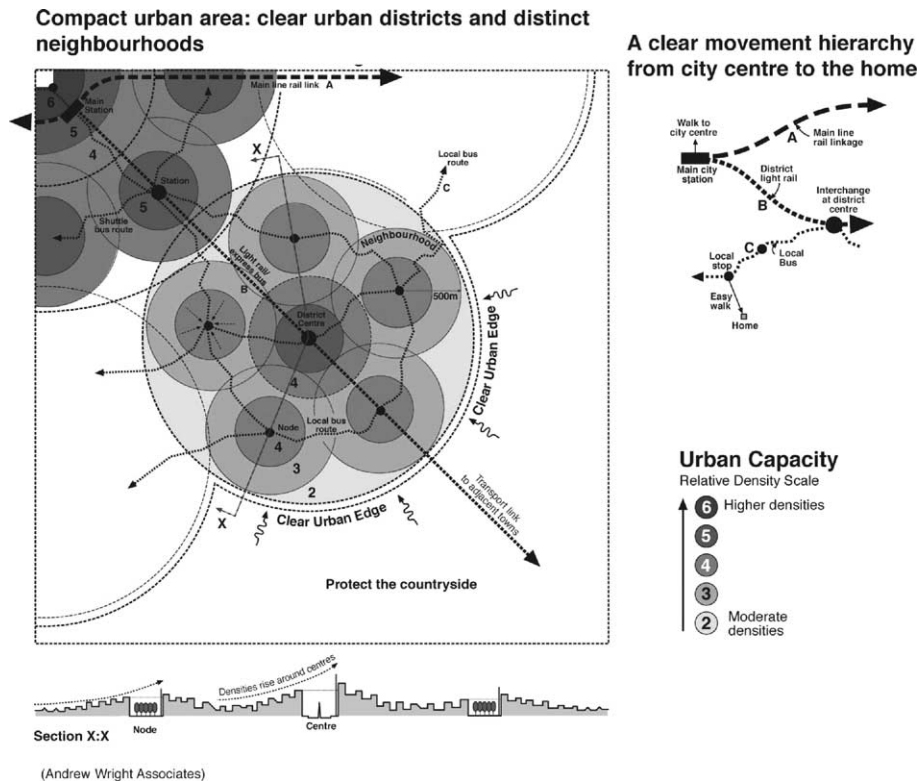 Compact urban area: clear urban districts and distinct
neighbourhoods
6
Main
Station
Main line rail link A
5
4
Station
5
Shuttle
bus route
X
Local bus
route
C
Neighbourhood
Light rail/
express bus
B
500m
District
Centre
4
Clear Urban Edge
Node
4
Local bus
route
3
2
X
Clear Urban Edge
Transport link
to adjacent towns
Protect the countryside
Densities rise around centres
Node
Centre
Section X:X
(Andrew Wright Associates)
A clear movement hierarchy
from city centre to the home
Walk to
city centre
A
Main line
rail linkage
Main city
station
District
light rail
B
Interchange
at district
centre
C
Local
stop
Local
Bus
Easy
walk
Home
Urban Capacity
Relative Density Scale
6 Higher densities
5
4
3
2 Moderate
densities